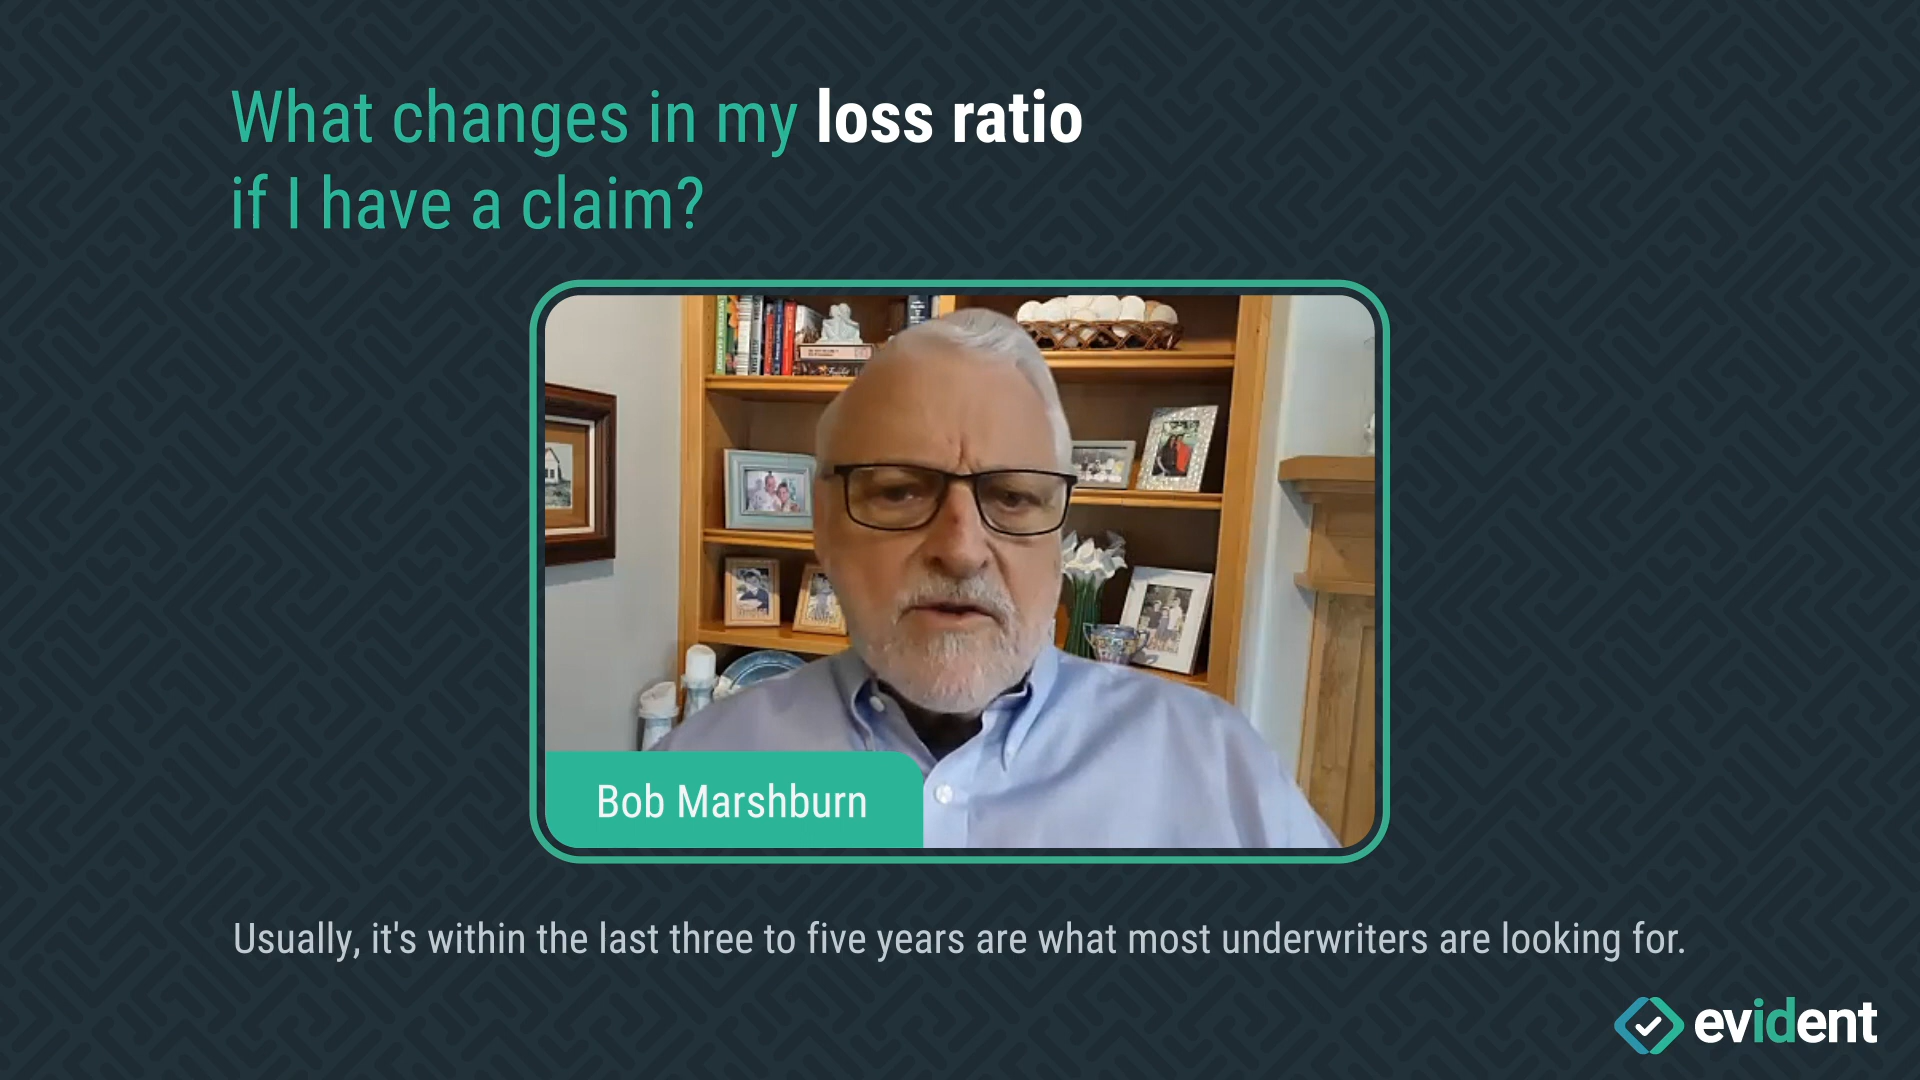 What changes in my loss ratio
if I have a claim?
Bob Marshburn
Usually, it's within the last three to five years are what most underwriters are looking for.
evident